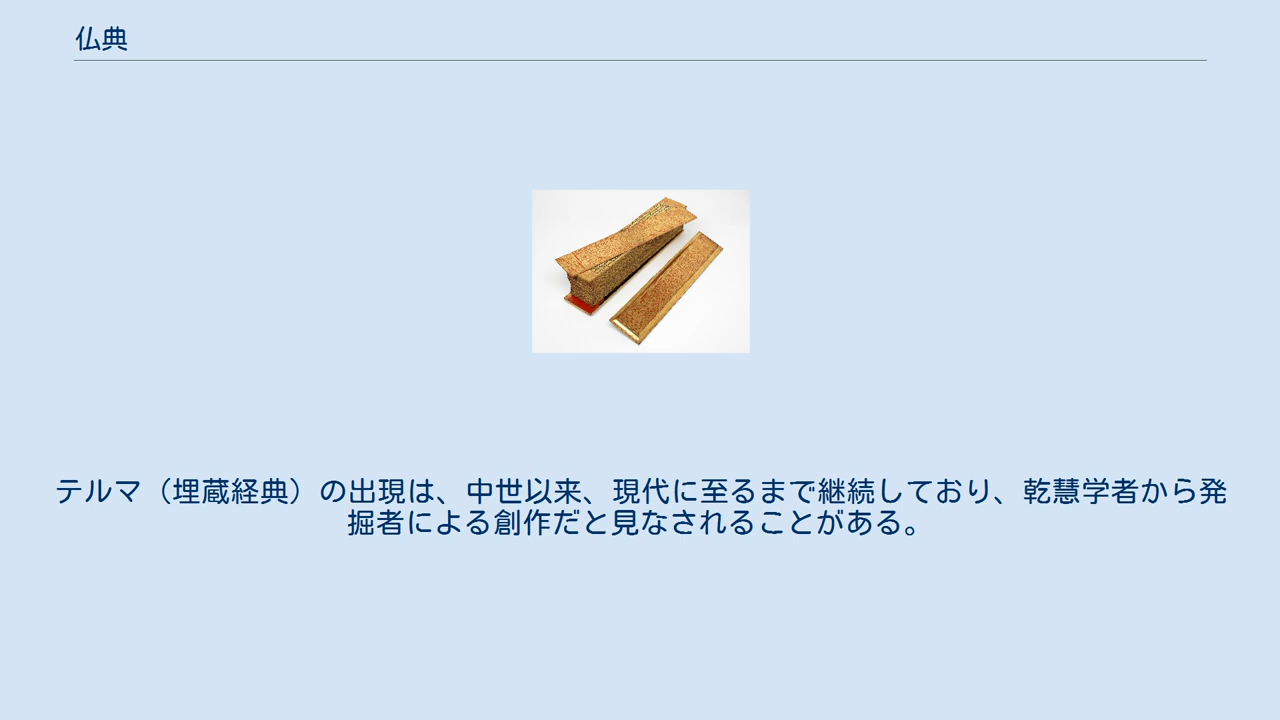 仏典
テルマ（埋蔵経典）の出現は、中世以来、現代に至るまで継続しており、乾慧学者から発
掘者による創作だと見なされることがある。